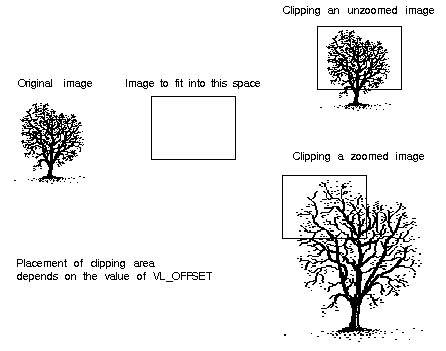 Clipping an unzoomed image
Original image
Image to fit into this space
Clipping a zoomed image
Placement of clipping area
depends on the value of VL_OFFSET